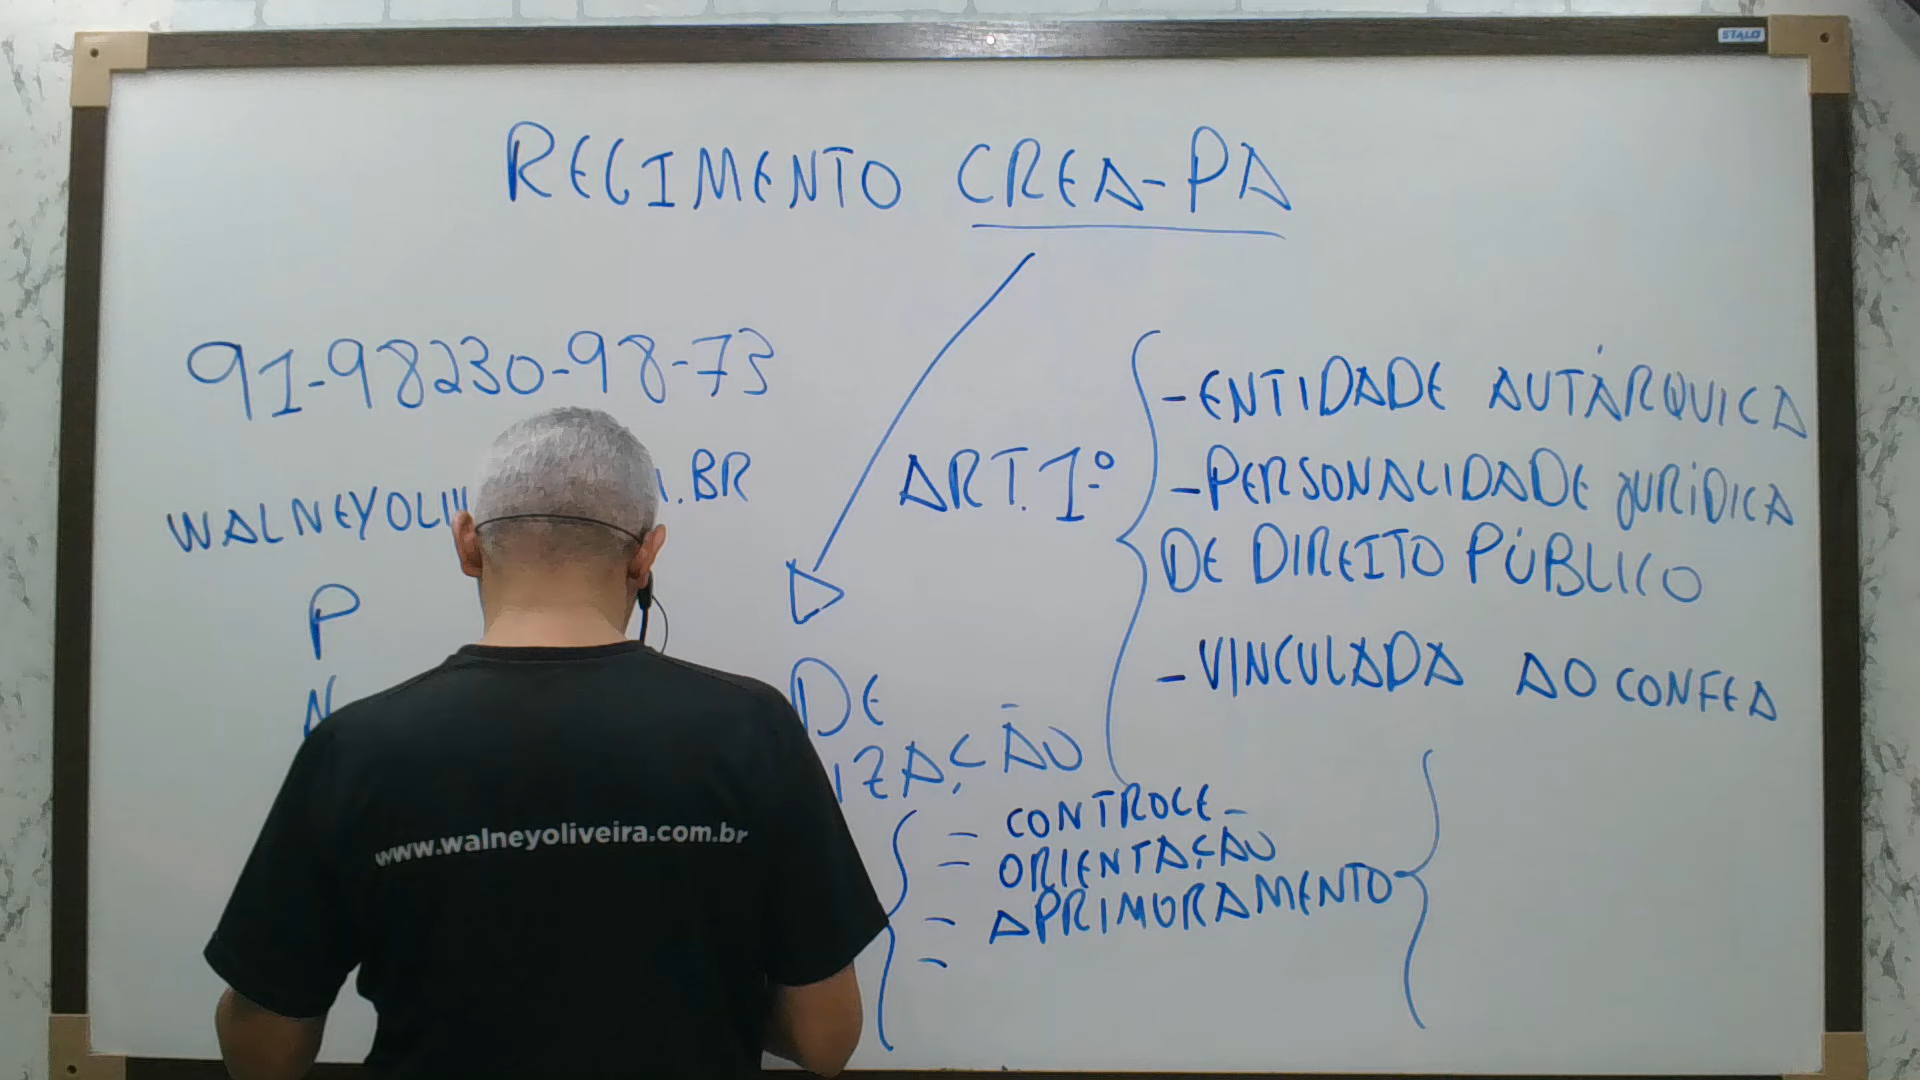 STALO
REGIMENTO CREA-PA
91-98230-98-73
WALNEYOLI
.BR
P
N
ART. 1º
- ENTIDADE AUTÁRQUICA
- PERSONALIDADE JURÍDICA
DE DIREITO PÚBLICO
- VINCULADA AO CONFEA
DE
IZAÇÃO
- CONTROLE
- ORIENTAÇÃO
- APRIMORAMENTO
-
www.walneyoliveira.com.br